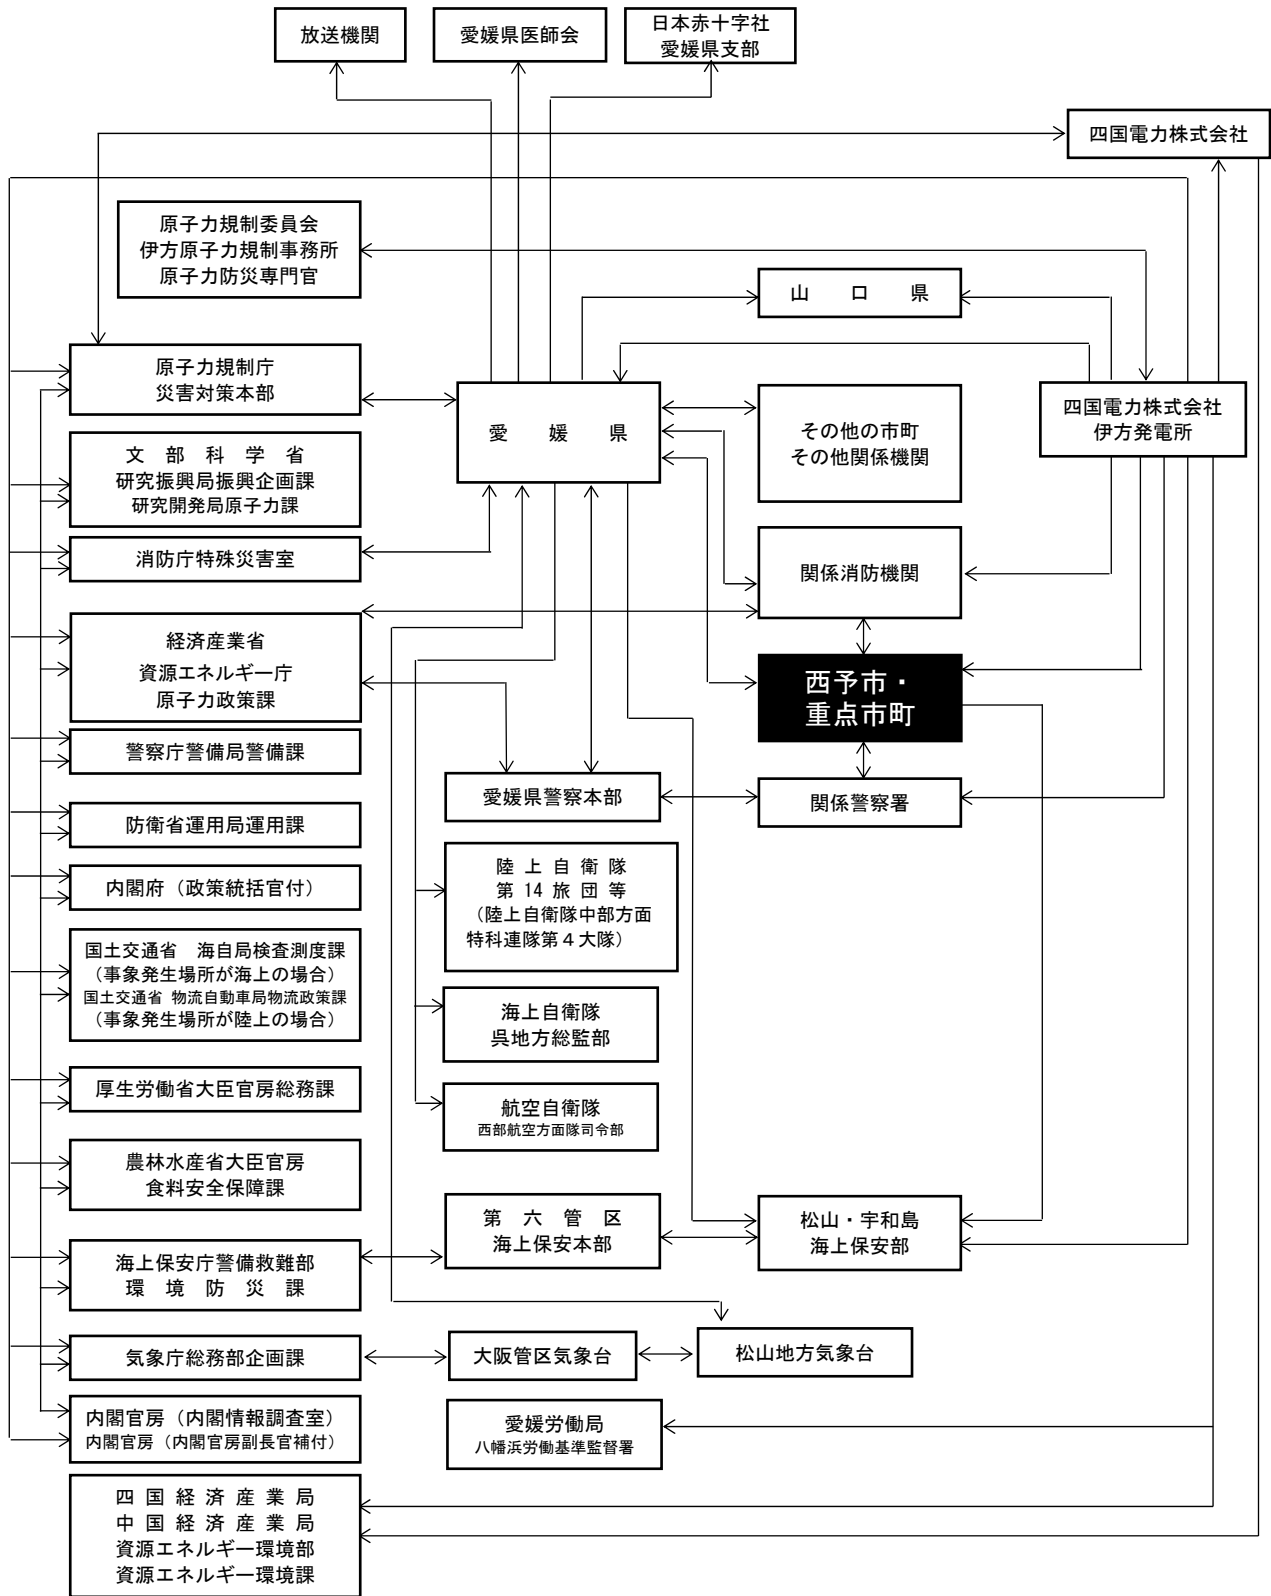 放送機関
愛媛県医師会
日本赤十字社
愛媛県支部
四国電力株式会社
原子力規制委員会
伊方原子力規制事務所
原子力防災専門官
山　口　県
原子力規制庁
災害対策本部
愛　媛　県
その他の市町
その他関係機関
四国電力株式会社
伊方発電所
文　部　科　学　省
研究振興局振興企画課
研究開発局原子力課
消防庁特殊災害室
関係消防機関
経済産業省
資源エネルギー庁
原子力政策課
西予市・
重点市町
警察庁警備局警備課
愛媛県警察本部
関係警察署
防衛省運用局運用課
陸 上 自 衛 隊
第 14 旅 団 等
（陸上自衛隊中部方面
特科連隊第４大隊）
内閣府（政策統括官付）
国土交通省　海自局検査測度課
（事象発生場所が海上の場合）
国土交通省 物流自動車局物流政策課
（事象発生場所が陸上の場合）
海上自衛隊
呉地方総監部
厚生労働省大臣官房総務課
航空自衛隊
西部航空方面隊司令部
農林水産省大臣官房
食料安全保障課
第　六　管　区
海上保安本部
松山・宇和島
海上保安部
海上保安庁警備救難部
環　境　防　災　課
気象庁総務部企画課
大阪管区気象台
松山地方気象台
内閣官房（内閣情報調査室）
内閣官房（内閣官房副長官補付）
愛媛労働局
八幡浜労働基準監督署
四 国 経 済 産 業 局
中 国 経 済 産 業 局
資源エネルギー環境部
資源エネルギー環境課